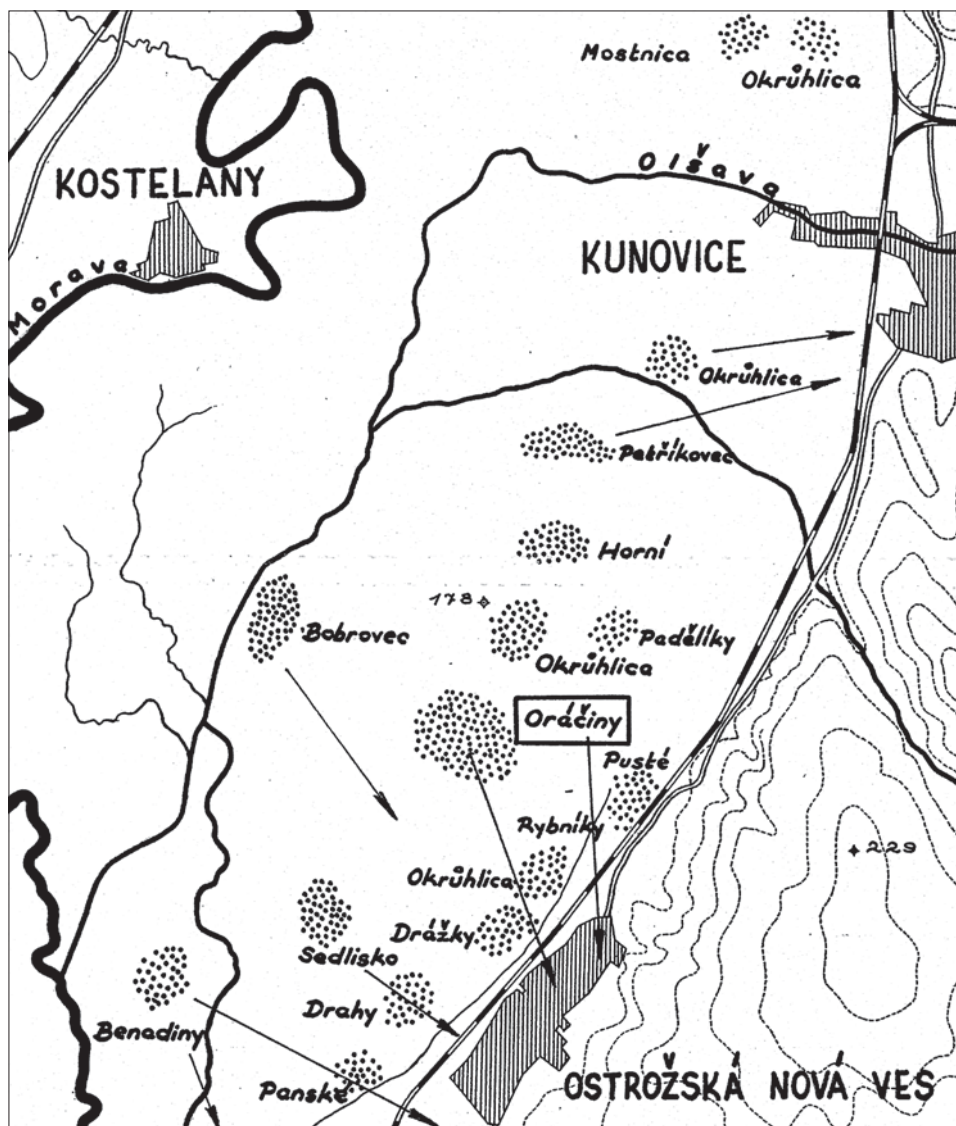 Mostnica
Okrůhlica
Olšava
KOSTELANY
KUNOVICE
Morava
Okrůhlica
Petříkovec
Horní
178
Bobrovec
Padělíky
Okrůhlica
Oráčiny
Pusté
Rybníky
229
Okrůhlica
Drážky
Sedlisko
Drahy
Benadiny
Panské
OSTROŽSKÁ NOVÁ VES